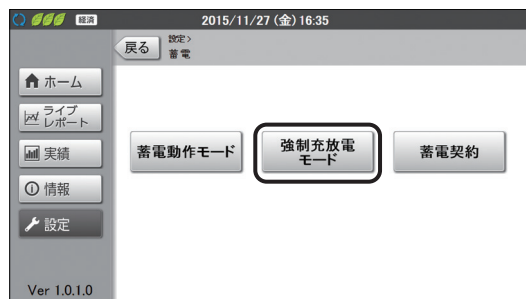 経済
2015/11/27 (金) 16:35
戻る
設定>
蓄電
ホーム
ライブ
レポート
実績
情報
設定
蓄電動作モード
強制充放電
モード
蓄電契約
Ver 1.0.1.0